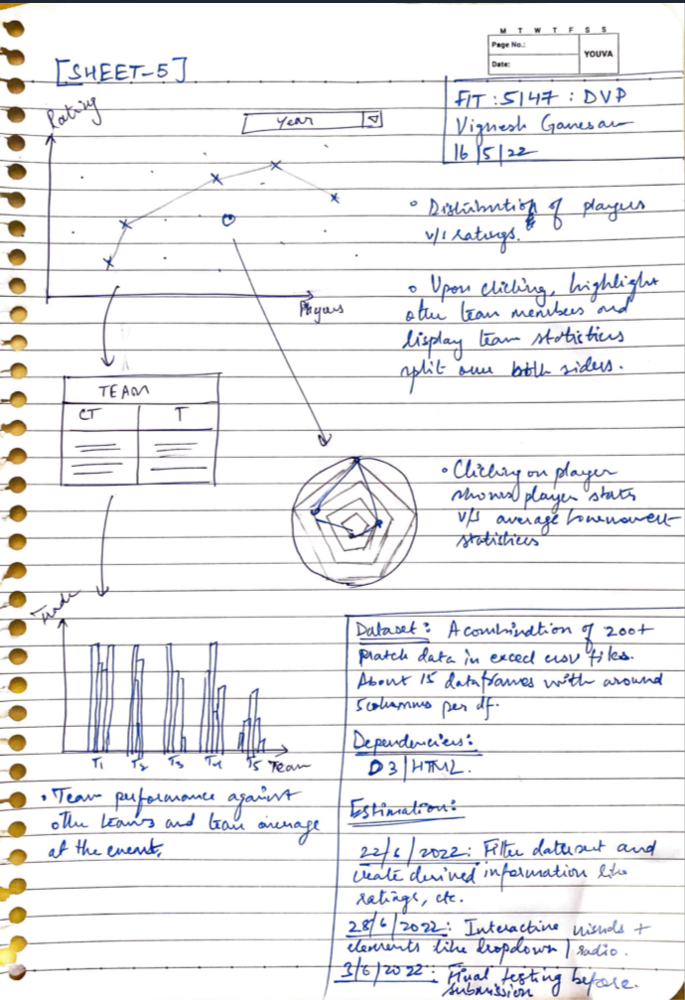 M T W T F S S
Page No.:
Date:
YOUVA
[SHEET-5]
FIT : 5147 : DVP
Vignesh Ganesan
16/5/22
Rating
Year
Players
• Distribution of players
v/s ratings.
• Upon clicking, highlight
other team members and
display team statistics
split over both sides.
TEAM
CT T
• Clicking on player
shows player stats
v/s average tournament
statistics
Team
T1 T2 T3 T4 T5
• Team performance against
other teams and team average
at the event.
Dataset: A combination of 200+
match data in excel csv files.
About 15 dataframes with around
5 columns per df.
Dependencies:
D3 | HTML.
Estimation:
22/6/2022: Filter dataset and
create derived information like
ratings, etc.
28/6/2022: Interactive visuals +
elements like dropdown | radio.
3/6/2022: Final testing before
submission